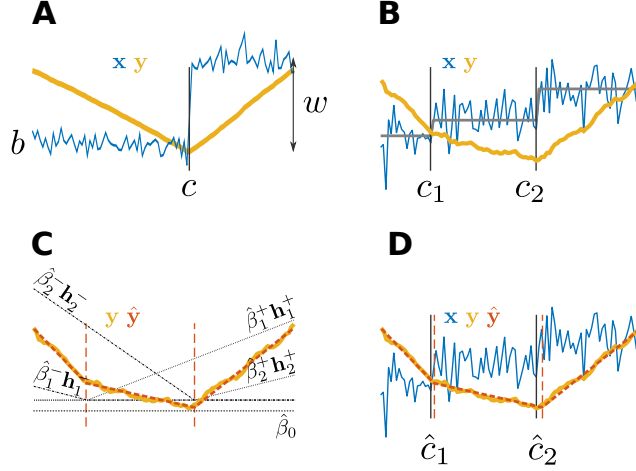 A
x y
w
b
c
B
x y
c₁ c₂
C
β̂₂⁻h₂⁻
y ŷ
β̂₁⁺h₁⁺
β̂₁⁻h₁⁻
β̂₂⁺h₂⁺
β̂₀
D
x y ŷ
ĉ₁ ĉ₂